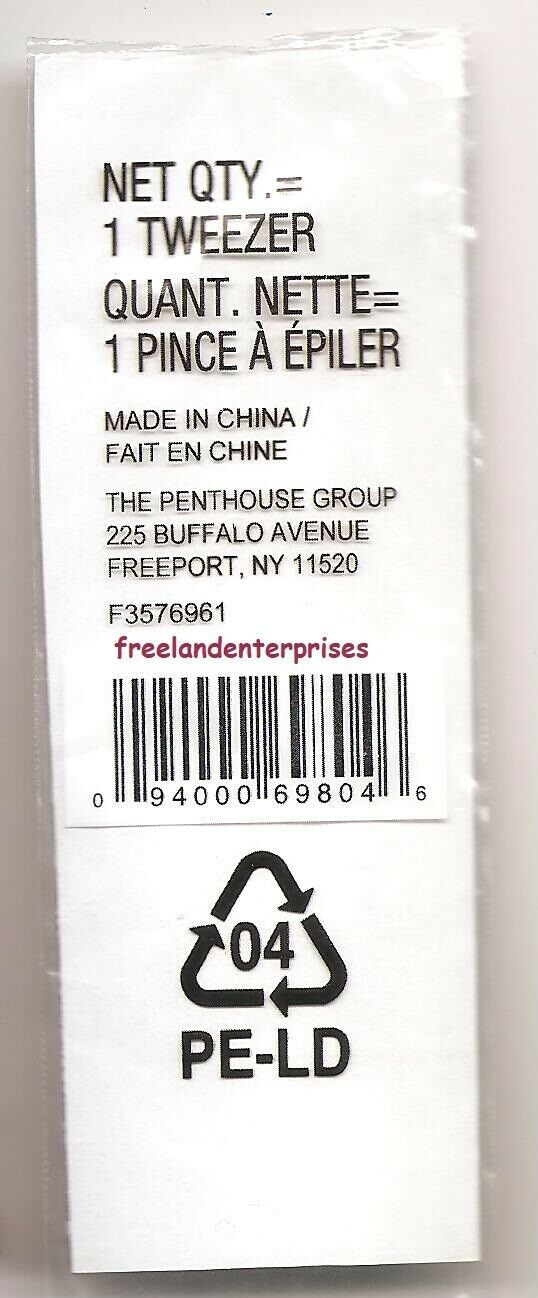 NET QTY.=
1 TWEEZER
QUANT. NETTE=
1 PINCE À ÉPILER
MADE IN CHINA /
FAIT EN CHINE
THE PENTHOUSE GROUP
225 BUFFALO AVENUE
FREEPORT, NY 11520
F3576961
freelandenterprises
0 94000 69804 6
04
PE-LD